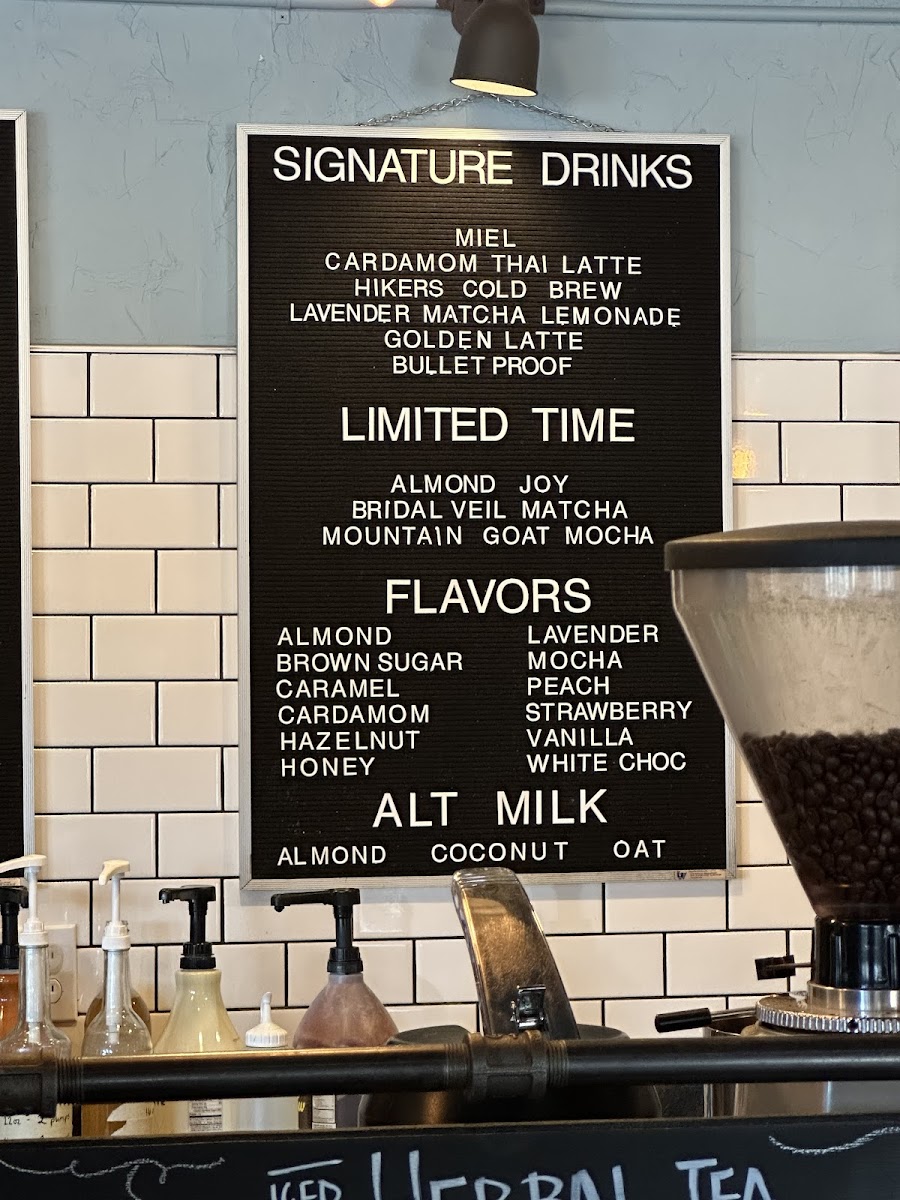 SIGNATURE DRINKS
MIEL
CARDAMOM THAI LATTE
HIKERS COLD BREW
LAVENDER MATCHA LEMONADE
GOLDEN LATTE
BULLET PROOF
LIMITED TIME
ALMOND JOY
BRIDAL VEIL MATCHA
MOUNTAIN GOAT MOCHA
FLAVORS
ALMOND LAVENDER
BROWN SUGAR MOCHA
CARAMEL PEACH
CARDAMOM STRAWBERRY
HAZELNUT VANILLA
HONEY WHITE CHOC
ALT MILK
ALMOND COCONUT OAT
ICED HERBAL TEA